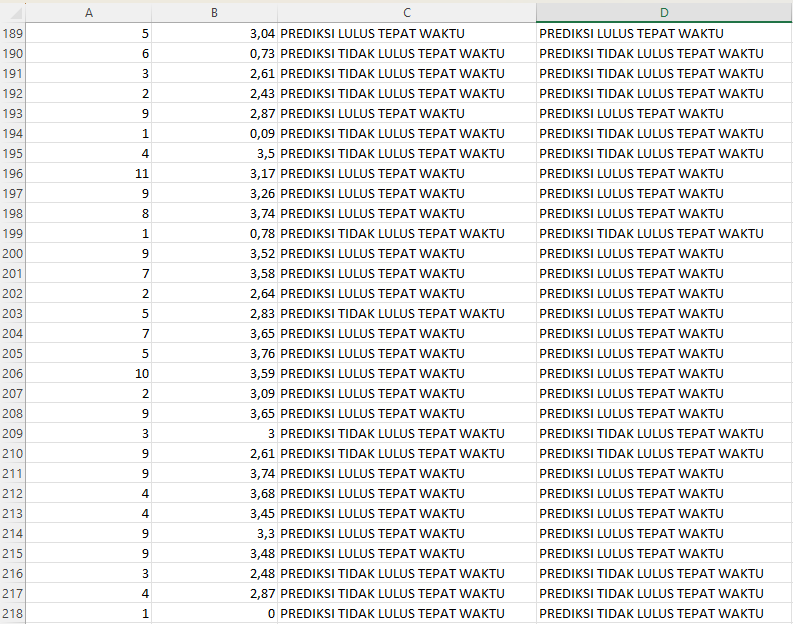 A B C D
189 5 3,04 PREDIKSI LULUS TEPAT WAKTU PREDIKSI LULUS TEPAT WAKTU
190 6 0,73 PREDIKSI TIDAK LULUS TEPAT WAKTU PREDIKSI TIDAK LULUS TEPAT WAKTU
191 3 2,61 PREDIKSI TIDAK LULUS TEPAT WAKTU PREDIKSI TIDAK LULUS TEPAT WAKTU
192 2 2,43 PREDIKSI TIDAK LULUS TEPAT WAKTU PREDIKSI TIDAK LULUS TEPAT WAKTU
193 9 2,87 PREDIKSI LULUS TEPAT WAKTU PREDIKSI LULUS TEPAT WAKTU
194 1 0,09 PREDIKSI TIDAK LULUS TEPAT WAKTU PREDIKSI TIDAK LULUS TEPAT WAKTU
195 4 3,5 PREDIKSI TIDAK LULUS TEPAT WAKTU PREDIKSI TIDAK LULUS TEPAT WAKTU
196 11 3,17 PREDIKSI LULUS TEPAT WAKTU PREDIKSI LULUS TEPAT WAKTU
197 9 3,26 PREDIKSI LULUS TEPAT WAKTU PREDIKSI LULUS TEPAT WAKTU
198 8 3,74 PREDIKSI LULUS TEPAT WAKTU PREDIKSI LULUS TEPAT WAKTU
199 1 0,78 PREDIKSI TIDAK LULUS TEPAT WAKTU PREDIKSI TIDAK LULUS TEPAT WAKTU
200 9 3,52 PREDIKSI LULUS TEPAT WAKTU PREDIKSI LULUS TEPAT WAKTU
201 7 3,58 PREDIKSI LULUS TEPAT WAKTU PREDIKSI LULUS TEPAT WAKTU
202 2 2,64 PREDIKSI LULUS TEPAT WAKTU PREDIKSI LULUS TEPAT WAKTU
203 5 2,83 PREDIKSI TIDAK LULUS TEPAT WAKTU PREDIKSI LULUS TEPAT WAKTU
204 7 3,65 PREDIKSI LULUS TEPAT WAKTU PREDIKSI LULUS TEPAT WAKTU
205 5 3,76 PREDIKSI LULUS TEPAT WAKTU PREDIKSI LULUS TEPAT WAKTU
206 10 3,59 PREDIKSI LULUS TEPAT WAKTU PREDIKSI LULUS TEPAT WAKTU
207 2 3,09 PREDIKSI LULUS TEPAT WAKTU PREDIKSI LULUS TEPAT WAKTU
208 9 3,65 PREDIKSI LULUS TEPAT WAKTU PREDIKSI LULUS TEPAT WAKTU
209 3 3 PREDIKSI TIDAK LULUS TEPAT WAKTU PREDIKSI TIDAK LULUS TEPAT WAKTU
210 9 2,61 PREDIKSI TIDAK LULUS TEPAT WAKTU PREDIKSI TIDAK LULUS TEPAT WAKTU
211 9 3,74 PREDIKSI LULUS TEPAT WAKTU PREDIKSI LULUS TEPAT WAKTU
212 4 3,68 PREDIKSI LULUS TEPAT WAKTU PREDIKSI LULUS TEPAT WAKTU
213 4 3,45 PREDIKSI LULUS TEPAT WAKTU PREDIKSI LULUS TEPAT WAKTU
214 9 3,3 PREDIKSI LULUS TEPAT WAKTU PREDIKSI LULUS TEPAT WAKTU
215 9 3,48 PREDIKSI LULUS TEPAT WAKTU PREDIKSI LULUS TEPAT WAKTU
216 3 2,48 PREDIKSI TIDAK LULUS TEPAT WAKTU PREDIKSI TIDAK LULUS TEPAT WAKTU
217 4 2,87 PREDIKSI TIDAK LULUS TEPAT WAKTU PREDIKSI TIDAK LULUS TEPAT WAKTU
218 1 0 PREDIKSI TIDAK LULUS TEPAT WAKTU PREDIKSI TIDAK LULUS TEPAT WAKTU